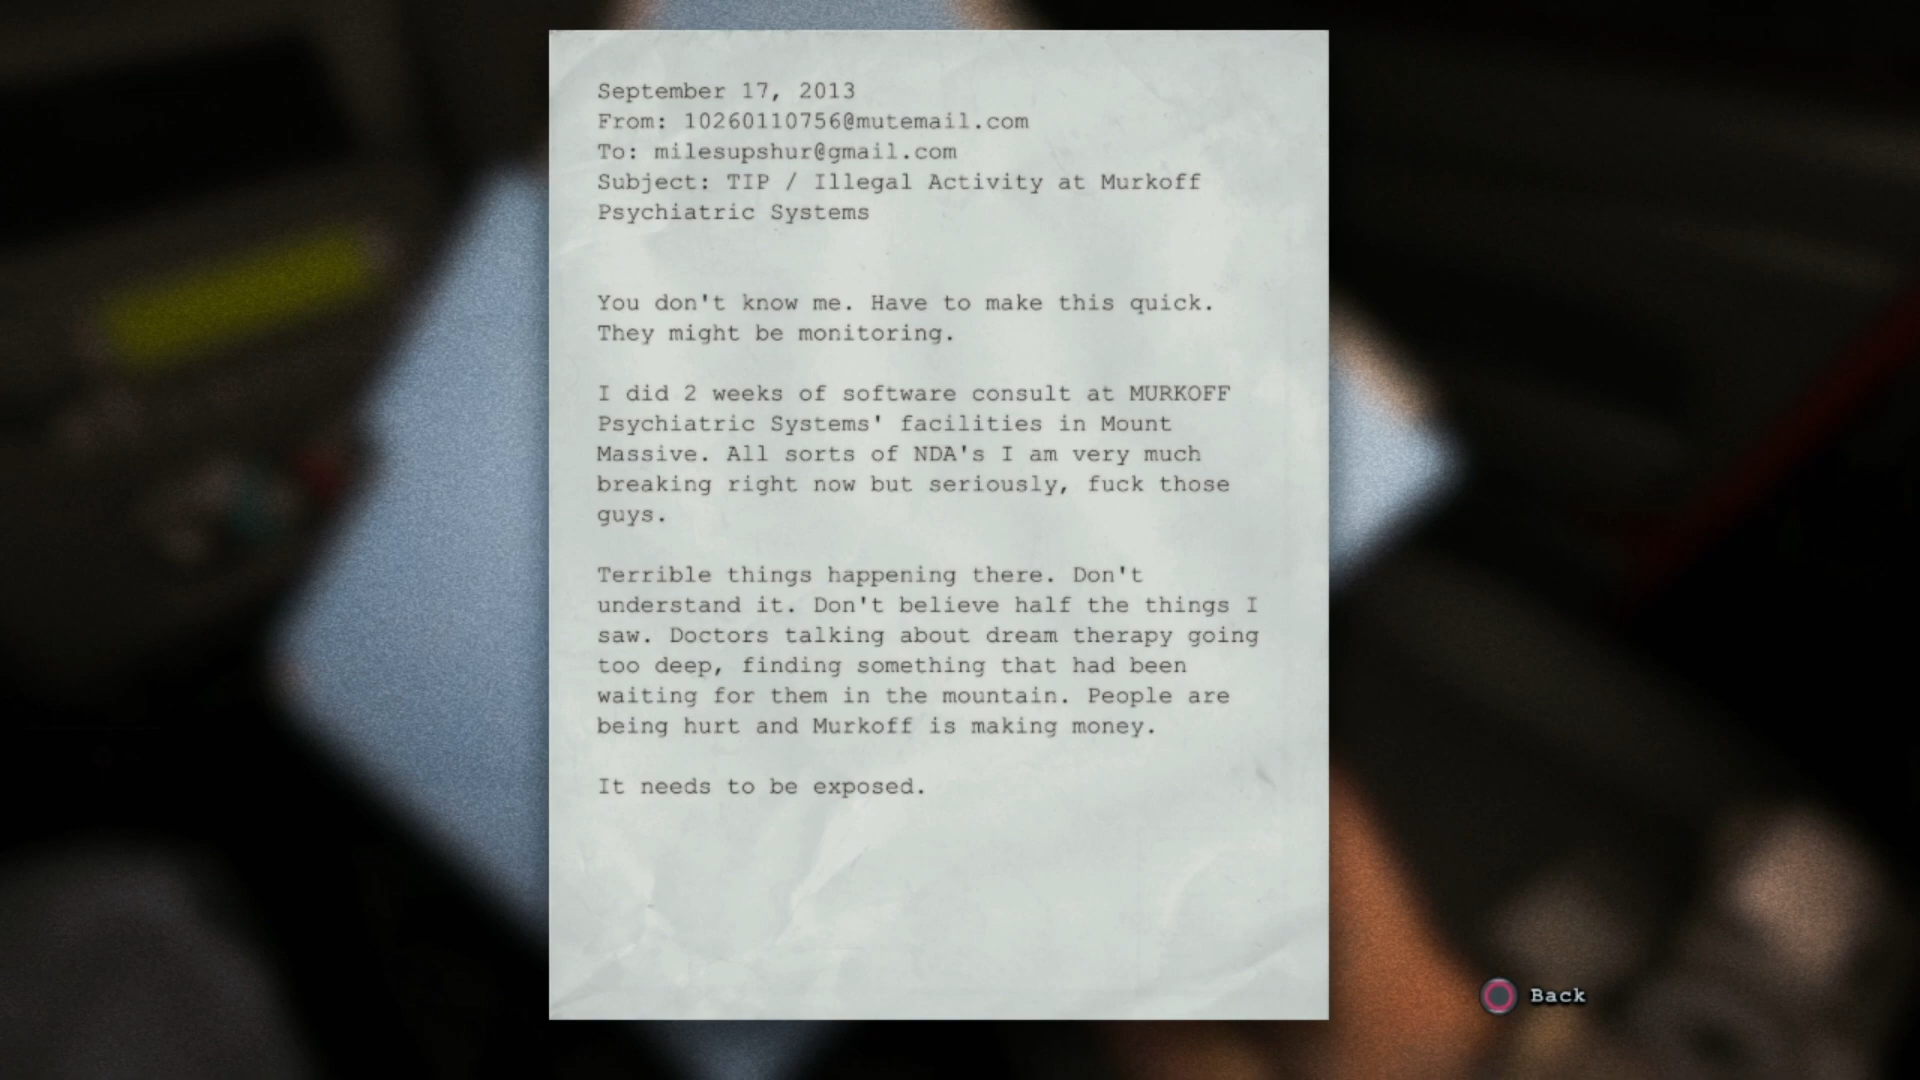 September 17, 2013
From: 10260110756@mutemail.com
To: milesupshur@gmail.com
Subject: TIP / Illegal Activity at Murkoff
Psychiatric Systems
You don't know me. Have to make this quick.
They might be monitoring.
I did 2 weeks of software consult at MURKOFF
Psychiatric Systems' facilities in Mount
Massive. All sorts of NDA's I am very much
breaking right now but seriously, fuck those
guys.
Terrible things happening there. Don't
understand it. Don't believe half the things I
saw. Doctors talking about dream therapy going
too deep, finding something that had been
waiting for them in the mountain. People are
being hurt and Murkoff is making money.
It needs to be exposed.
Back